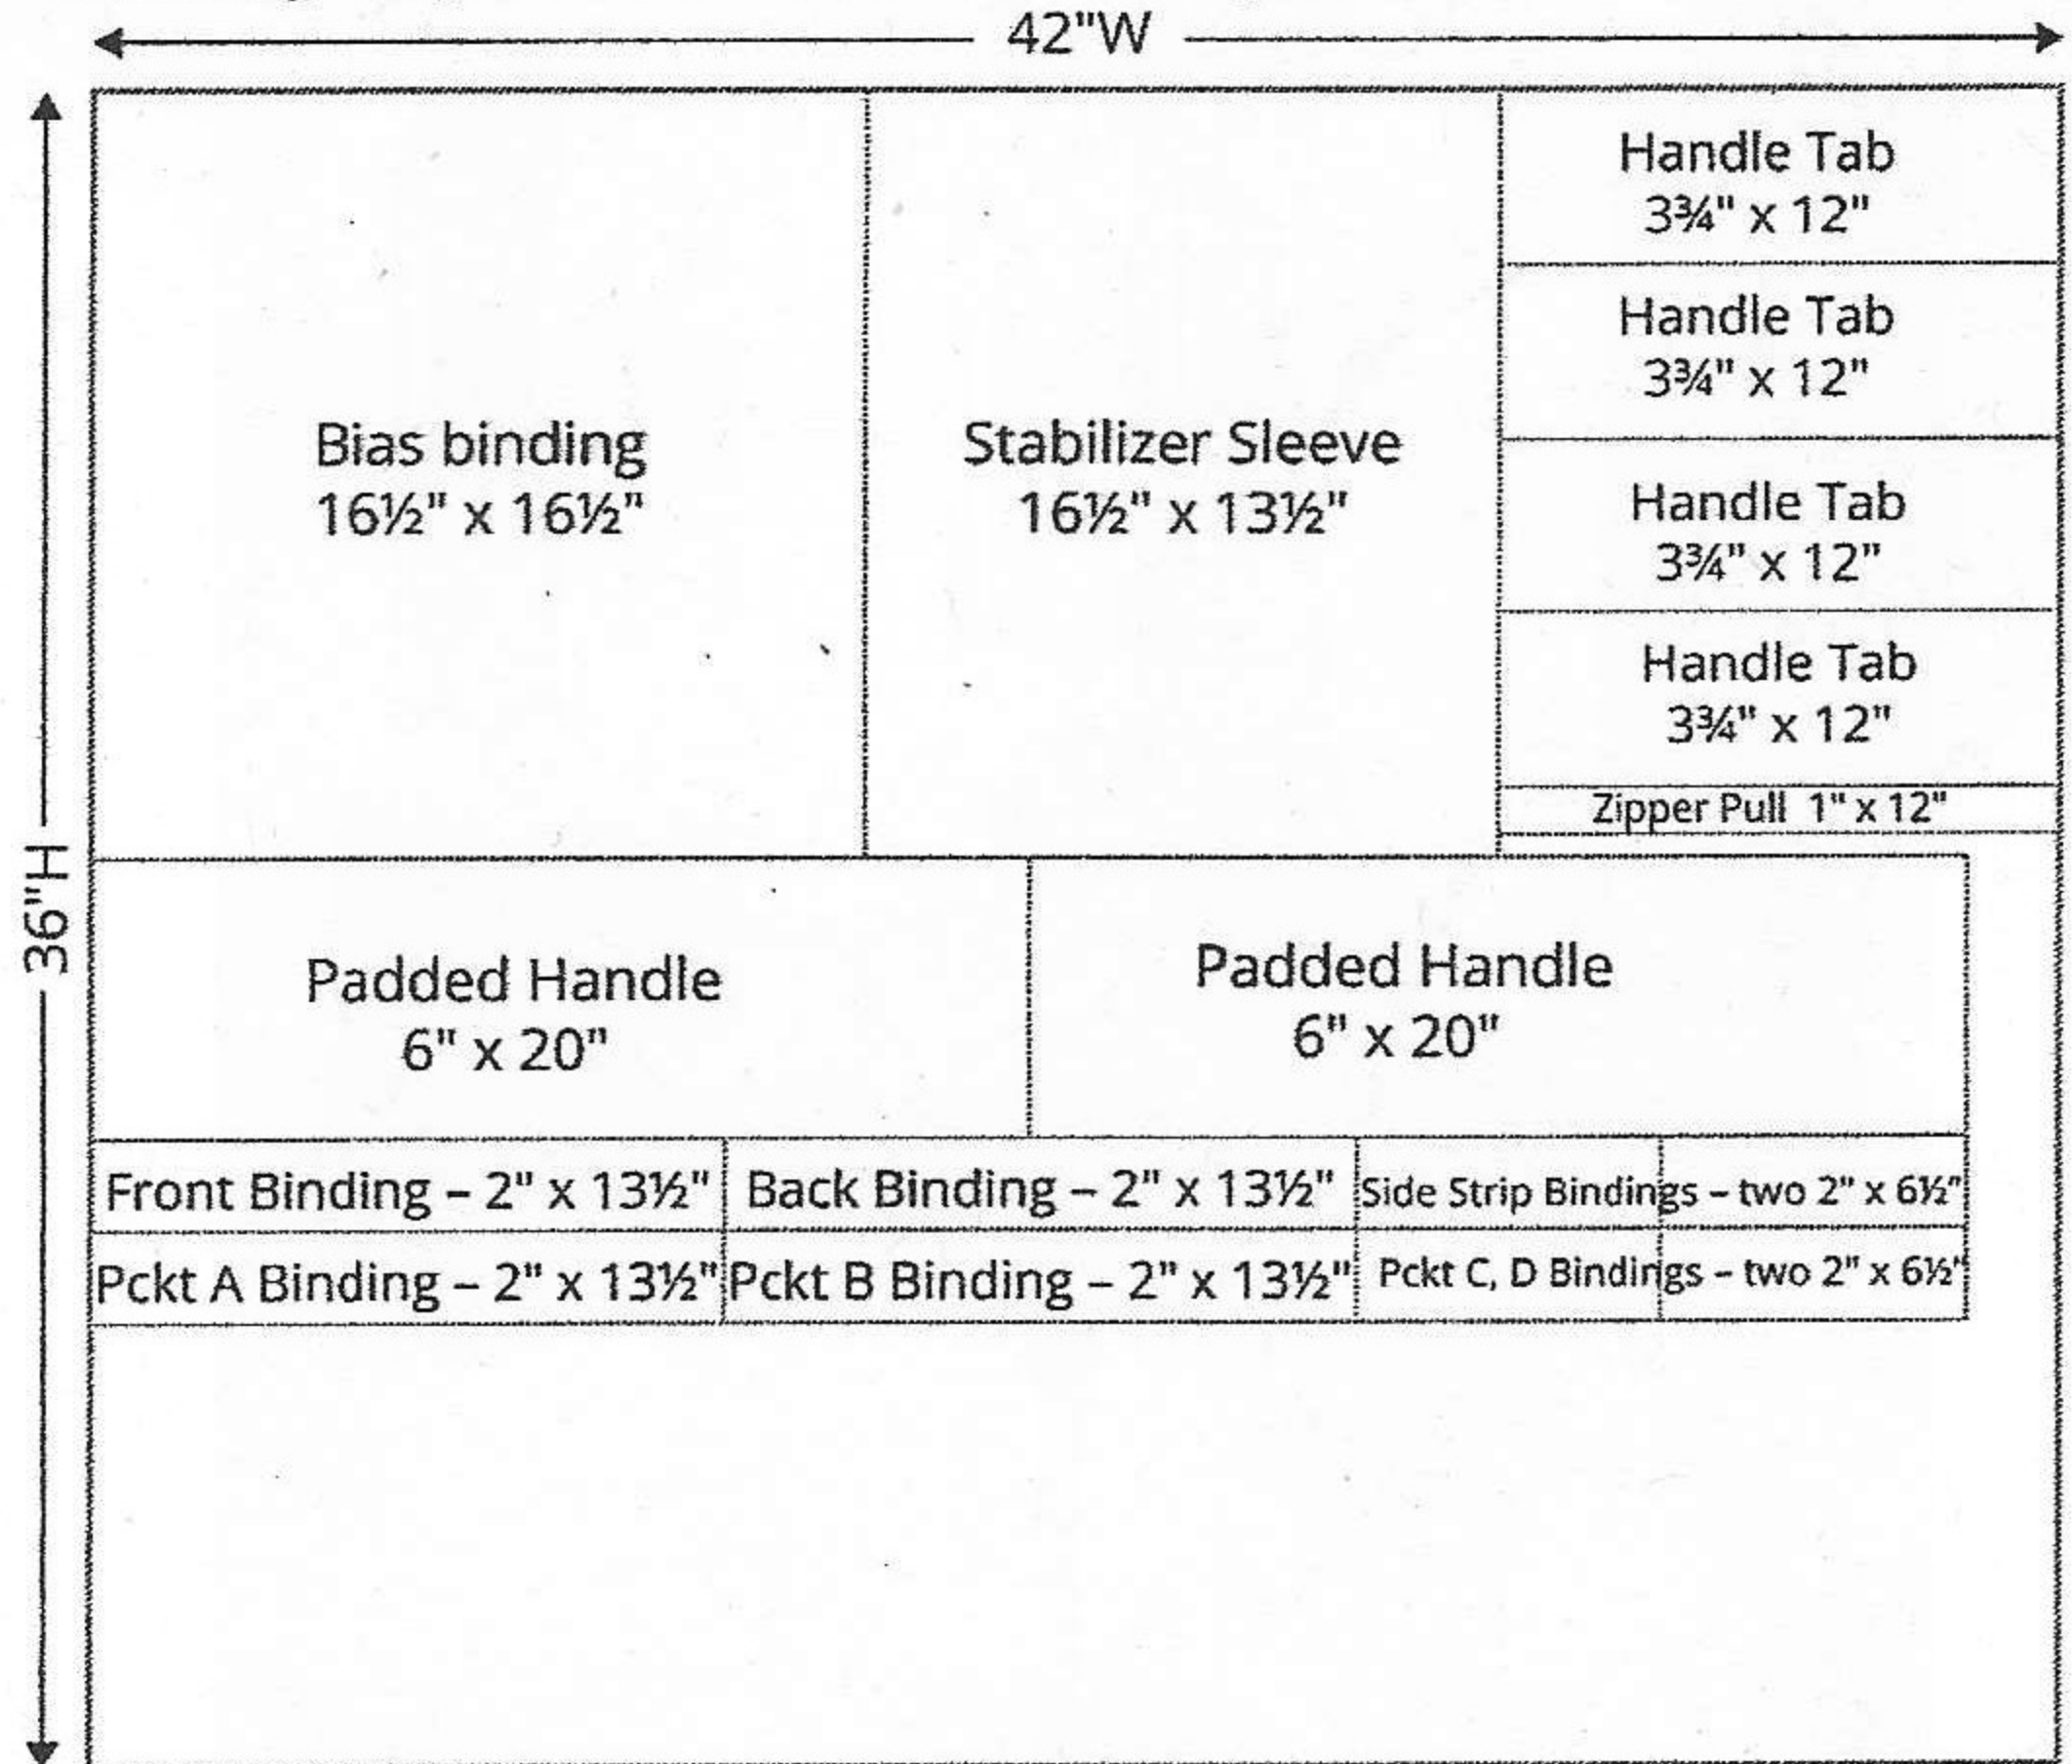 42"W
36"H
Bias binding
16½" x 16½"
Stabilizer Sleeve
16½" x 13½"
Handle Tab
3¾" x 12"
Handle Tab
3¾" x 12"
Handle Tab
3¾" x 12"
Handle Tab
3¾" x 12"
Zipper Pull 1" x 12"
Padded Handle
6" x 20"
Padded Handle
6" x 20"
Front Binding – 2" x 13½"
Back Binding – 2" x 13½"
Side Strip Bindings – two 2" x 6½"
Pckt A Binding – 2" x 13½"
Pckt B Binding – 2" x 13½"
Pckt C, D Bindings – two 2" x 6½"